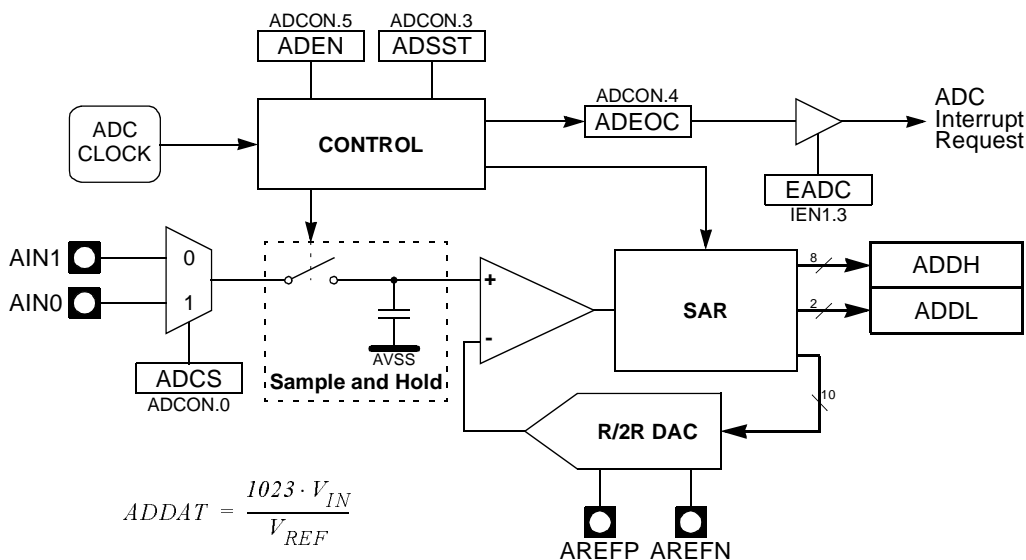 ADCON.5
ADCON.3
ADEN
ADSST
ADCON.4
ADC
CLOCK
CONTROL
ADEOC
ADC
Interrupt
Request
EADC
IEN1.3
AIN1
0
AIN0
1
+
-
SAR
8
ADDH
2
ADDL
AVSS
Sample and Hold
ADCS
ADCON.0
10
R/2R DAC
ADDAT = 1023 · V_IN / V_REF
AREFP
AREFN